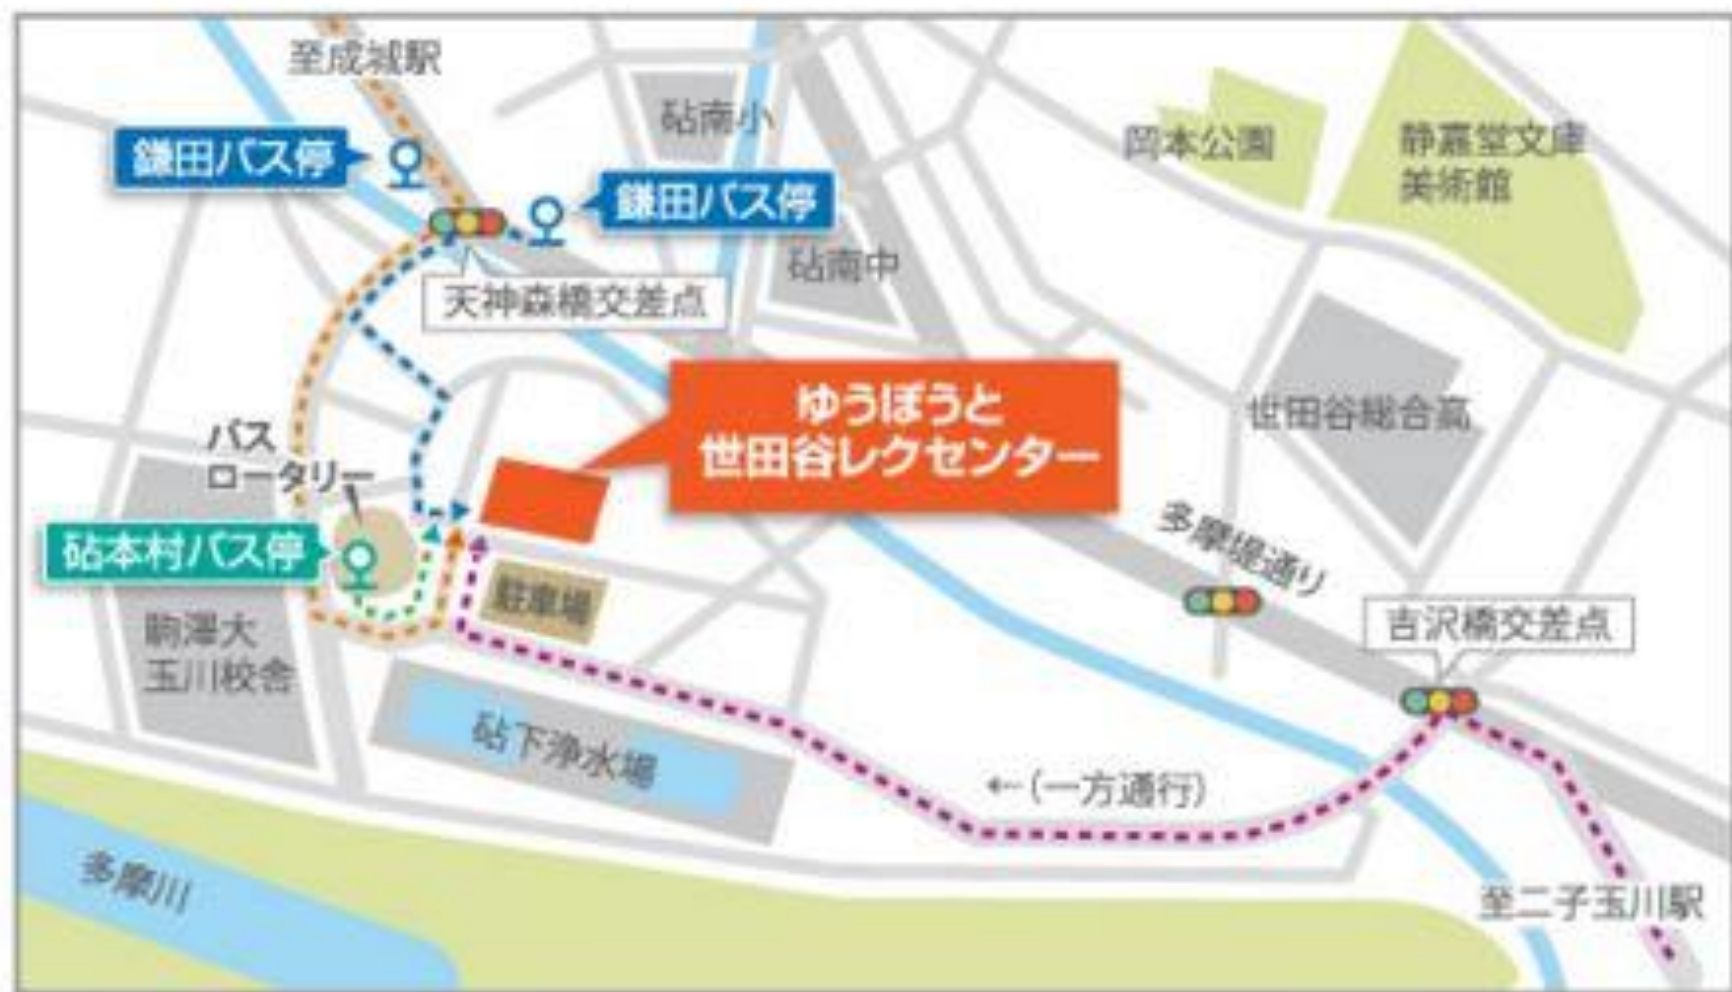 至成城駅
鎌田バス停
砧南小
鎌田バス停
岡本公園
静嘉堂文庫
美術館
砧南中
天神森橋交差点
ゆうぽうと
世田谷レクセンター
世田谷総合高
バス
ロータリー
砧本村バス停
駐車場
多摩堤通り
吉沢橋交差点
駒澤大
玉川校舎
砧下浄水場
←(一方通行)
多摩川
至二子玉川駅